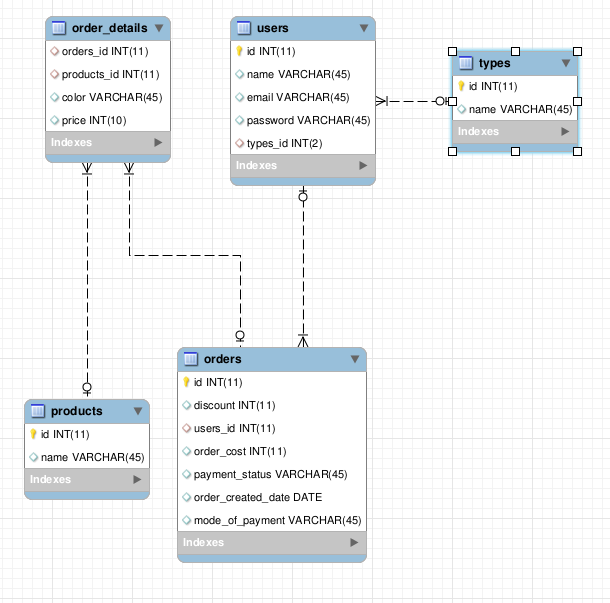 order_details
orders_id INT(11)
products_id INT(11)
color VARCHAR(45)
price INT(10)
Indexes
users
id INT(11)
name VARCHAR(45)
email VARCHAR(45)
password VARCHAR(45)
types_id INT(2)
Indexes
types
id INT(11)
name VARCHAR(45)
Indexes
products
id INT(11)
name VARCHAR(45)
Indexes
orders
id INT(11)
discount INT(11)
users_id INT(11)
order_cost INT(11)
payment_status VARCHAR(45)
order_created_date DATE
mode_of_payment VARCHAR(45)
Indexes